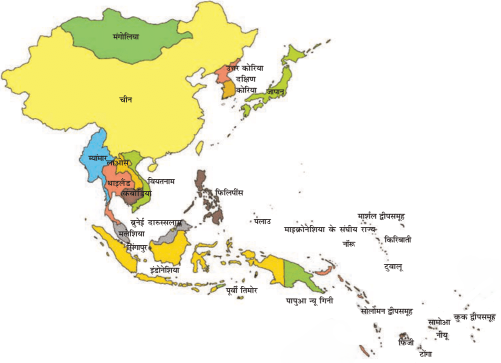 मंगोलिया
उत्तर कोरिया
दक्षिण
कोरिया
जापान
चीन
म्यांमार
लाओस
थाइलैंड
वियतनाम
कंबोडिया
फिलिपींस
ब्रुनेई दारुस्सलाम
मलेशिया
सिंगापुर
इंडोनेशिया
पूर्वी तिमोर
पलाउ
माइक्रोनेशिया के संघीय राज्य
मार्शल द्वीपसमूह
नॉरू
किरिबाती
टुवालू
पापुआ न्यू गिनी
सोलोमन द्वीपसमूह
फिजी
टोंगा
सामोआ
नीयू
कुक द्वीपसमूह